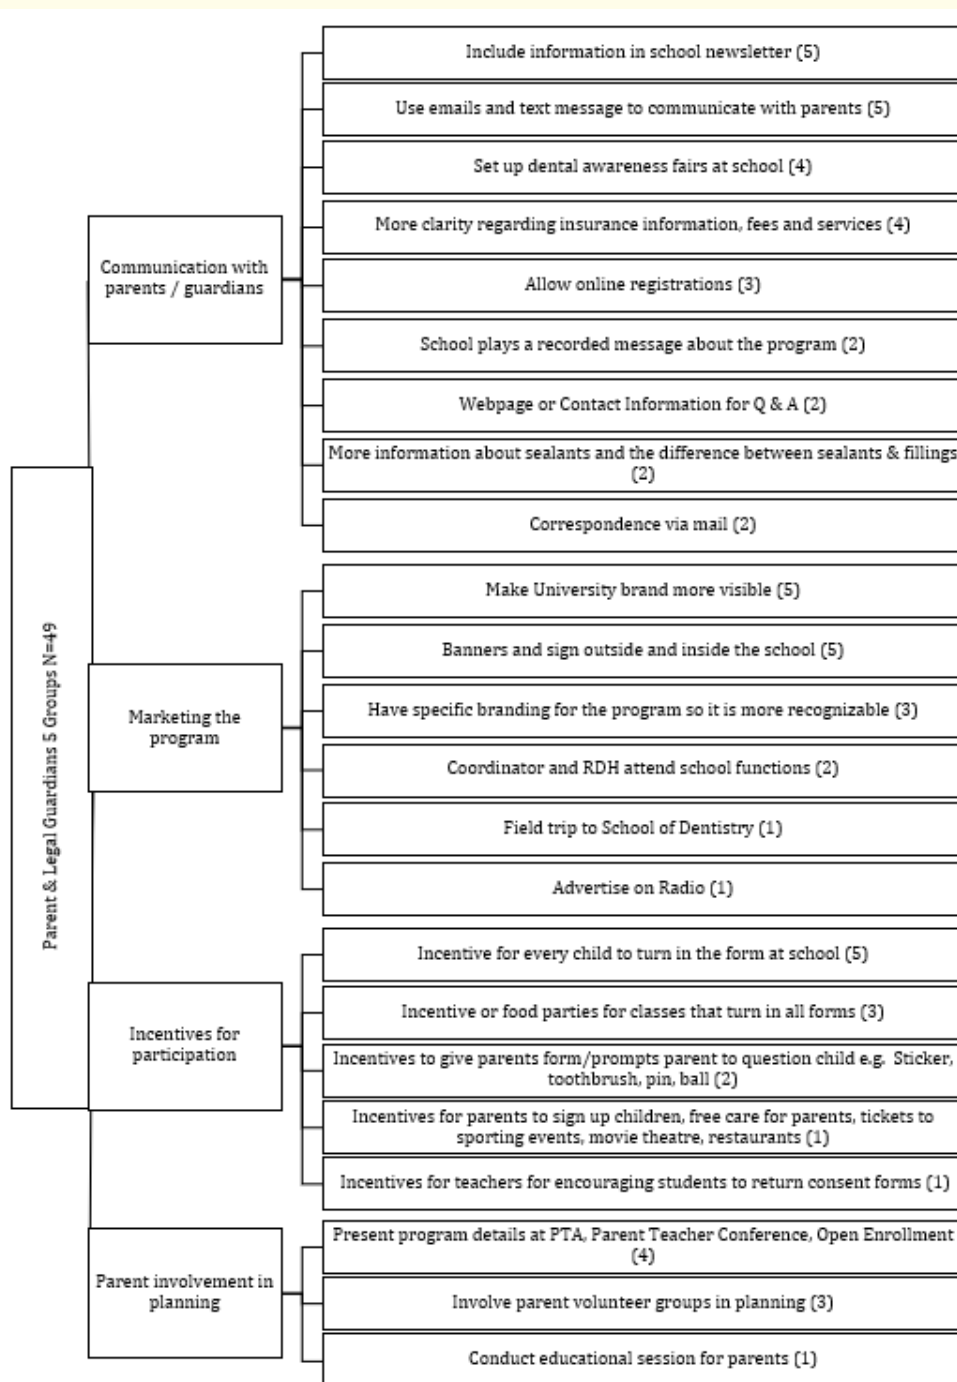 Include information in school newsletter (5)
Use emails and text message to communicate with parents (5)
Set up dental awareness fairs at school (4)
More clarity regarding insurance information, fees and services (4)
Communication with
parents / guardians
Allow online registrations (3)
School plays a recorded message about the program (2)
Webpage or Contact Information for Q & A (2)
More information about sealants and the difference between sealants & fillings
(2)
Correspondence via mail (2)
Parent & Legal Guardians 5 Groups N=49
Make University brand more visible (5)
Banners and sign outside and inside the school (5)
Have specific branding for the program so it is more recognizable (3)
Marketing the
program
Coordinator and RDH attend school functions (2)
Field trip to School of Dentistry (1)
Advertise on Radio (1)
Incentive for every child to turn in the form at school (5)
Incentive or food parties for classes that turn in all forms (3)
Incentives for
participation
Incentives to give parents form/prompts parent to question child e.g. Sticker,
toothbrush, pin, ball (2)
Incentives for parents to sign up children, free care for parents, tickets to
sporting events, movie theatre, restaurants (1)
Incentives for teachers for encouraging students to return consent forms (1)
Present program details at PTA, Parent Teacher Conference, Open Enrollment
(4)
Parent involvement in
planning
Involve parent volunteer groups in planning (3)
Conduct educational session for parents (1)